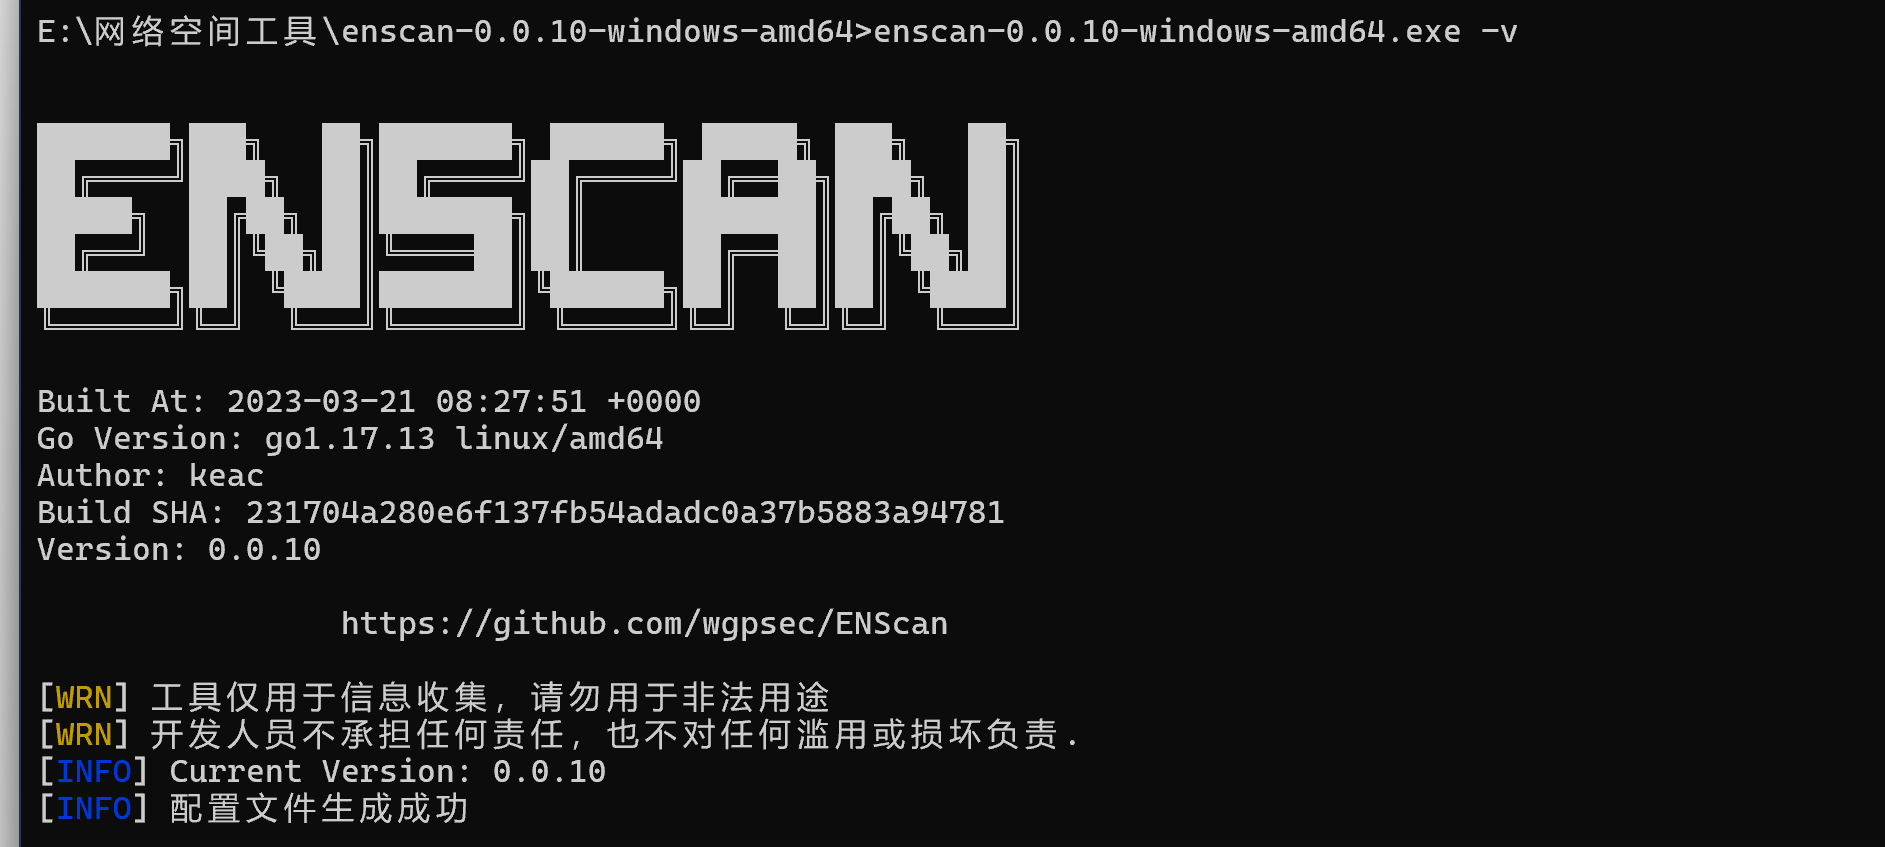 E:\网络空间工具\enscan-0.0.10-windows-amd64>enscan-0.0.10-windows-amd64.exe -v
ENSCAN
Built At: 2023-03-21 08:27:51 +0000
Go Version: go1.17.13 linux/amd64
Author: keac
Build SHA: 231704a280e6f137fb54adadc0a37b5883a94781
Version: 0.0.10
https://github.com/wgpsec/ENScan
[WRN] 工具仅用于信息收集，请勿用于非法用途
[WRN] 开发人员不承担任何责任，也不对任何滥用或损坏负责.
[INFO] Current Version: 0.0.10
[INFO] 配置文件生成成功